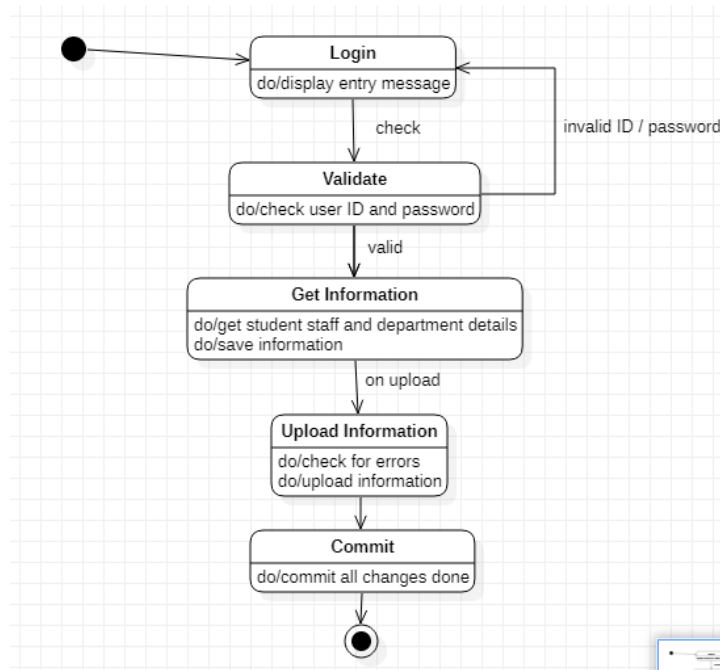 Login
do/display entry message
check
invalid ID / password
Validate
do/check user ID and password
valid
Get Information
do/get student staff and department details
do/save information
on upload
Upload Information
do/check for errors
do/upload information
Commit
do/commit all changes done